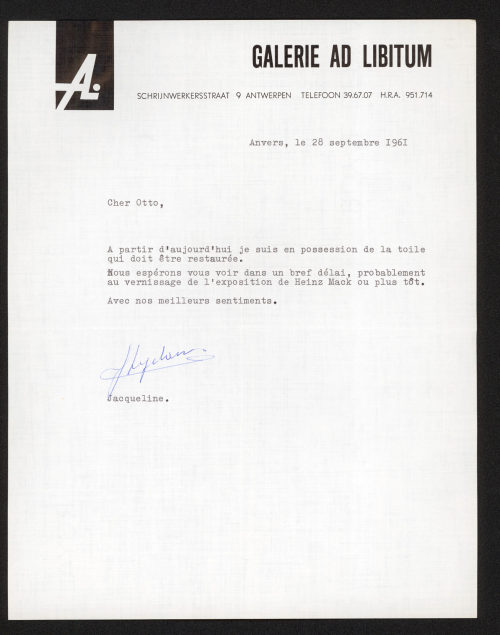 A.
GALERIE AD LIBITUM
SCHRIJNWERKERSSTRAAT 9 ANTWERPEN TELEFOON 39.67.07 H.R.A. 951.714
Anvers, le 28 septembre 1961
Cher Otto,
A partir d'aujourd'hui je suis en possession de la toile
qui doit être restaurée.
Nous espérons vous voir dans un bref délai, probablement
au vernissage de l'exposition de Heinz Mack ou plus tôt.
Avec nos meilleurs sentiments.
Jacqueline.